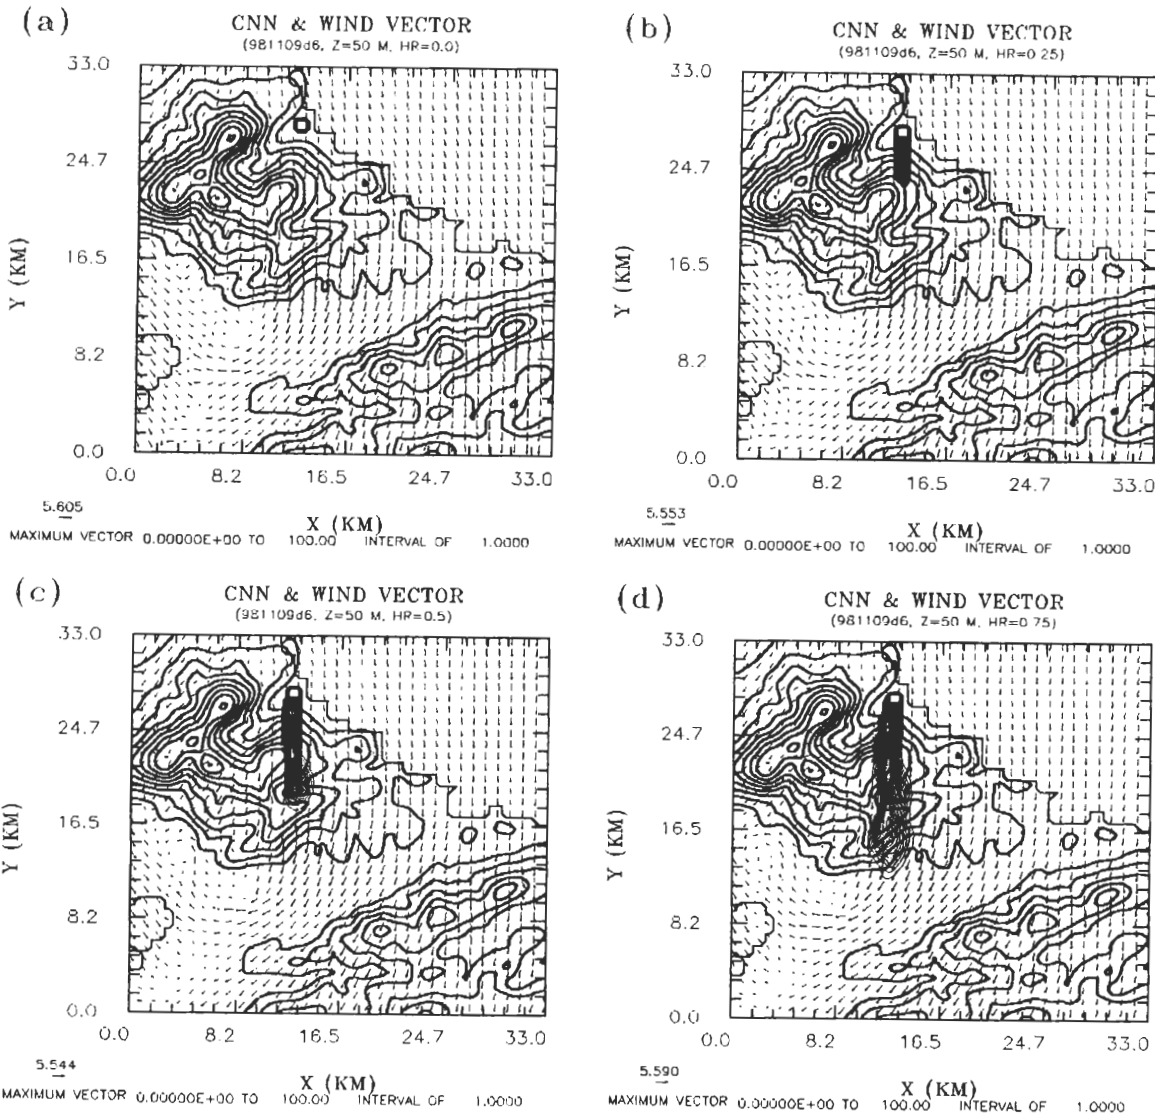 (a)
CNN & WIND VECTOR
(981109d6, Z=50 M, HR=0.0)
33.0
24.7
16.5
8.2
0.0
Y (KM)
0.0 8.2 16.5 24.7 33.0
X (KM)
5.605
MAXIMUM VECTOR 0.00000E+00 TO 100.00 INTERVAL OF 1.0000
(b)
CNN & WIND VECTOR
(981109d6, Z=50 M, HR=0.25)
33.0
24.7
16.5
8.2
0.0
Y (KM)
0.0 8.2 16.5 24.7 33.0
X (KM)
5.553
MAXIMUM VECTOR 0.00000E+00 TO 100.00 INTERVAL OF 1.0000
(c)
CNN & WIND VECTOR
(981109d6, Z=50 M, HR=0.5)
33.0
24.7
16.5
8.2
0.0
Y (KM)
0.0 8.2 16.5 24.7 33.0
X (KM)
5.544
MAXIMUM VECTOR 0.00000E+00 TO 100.00 INTERVAL OF 1.0000
(d)
CNN & WIND VECTOR
(981109d6, Z=50 M, HR=0.75)
33.0
24.7
16.5
8.2
0.0
Y (KM)
0.0 8.2 16.5 24.7 33.0
X (KM)
5.590
MAXIMUM VECTOR 0.00000E+00 TO 100.00 INTERVAL OF 1.0000